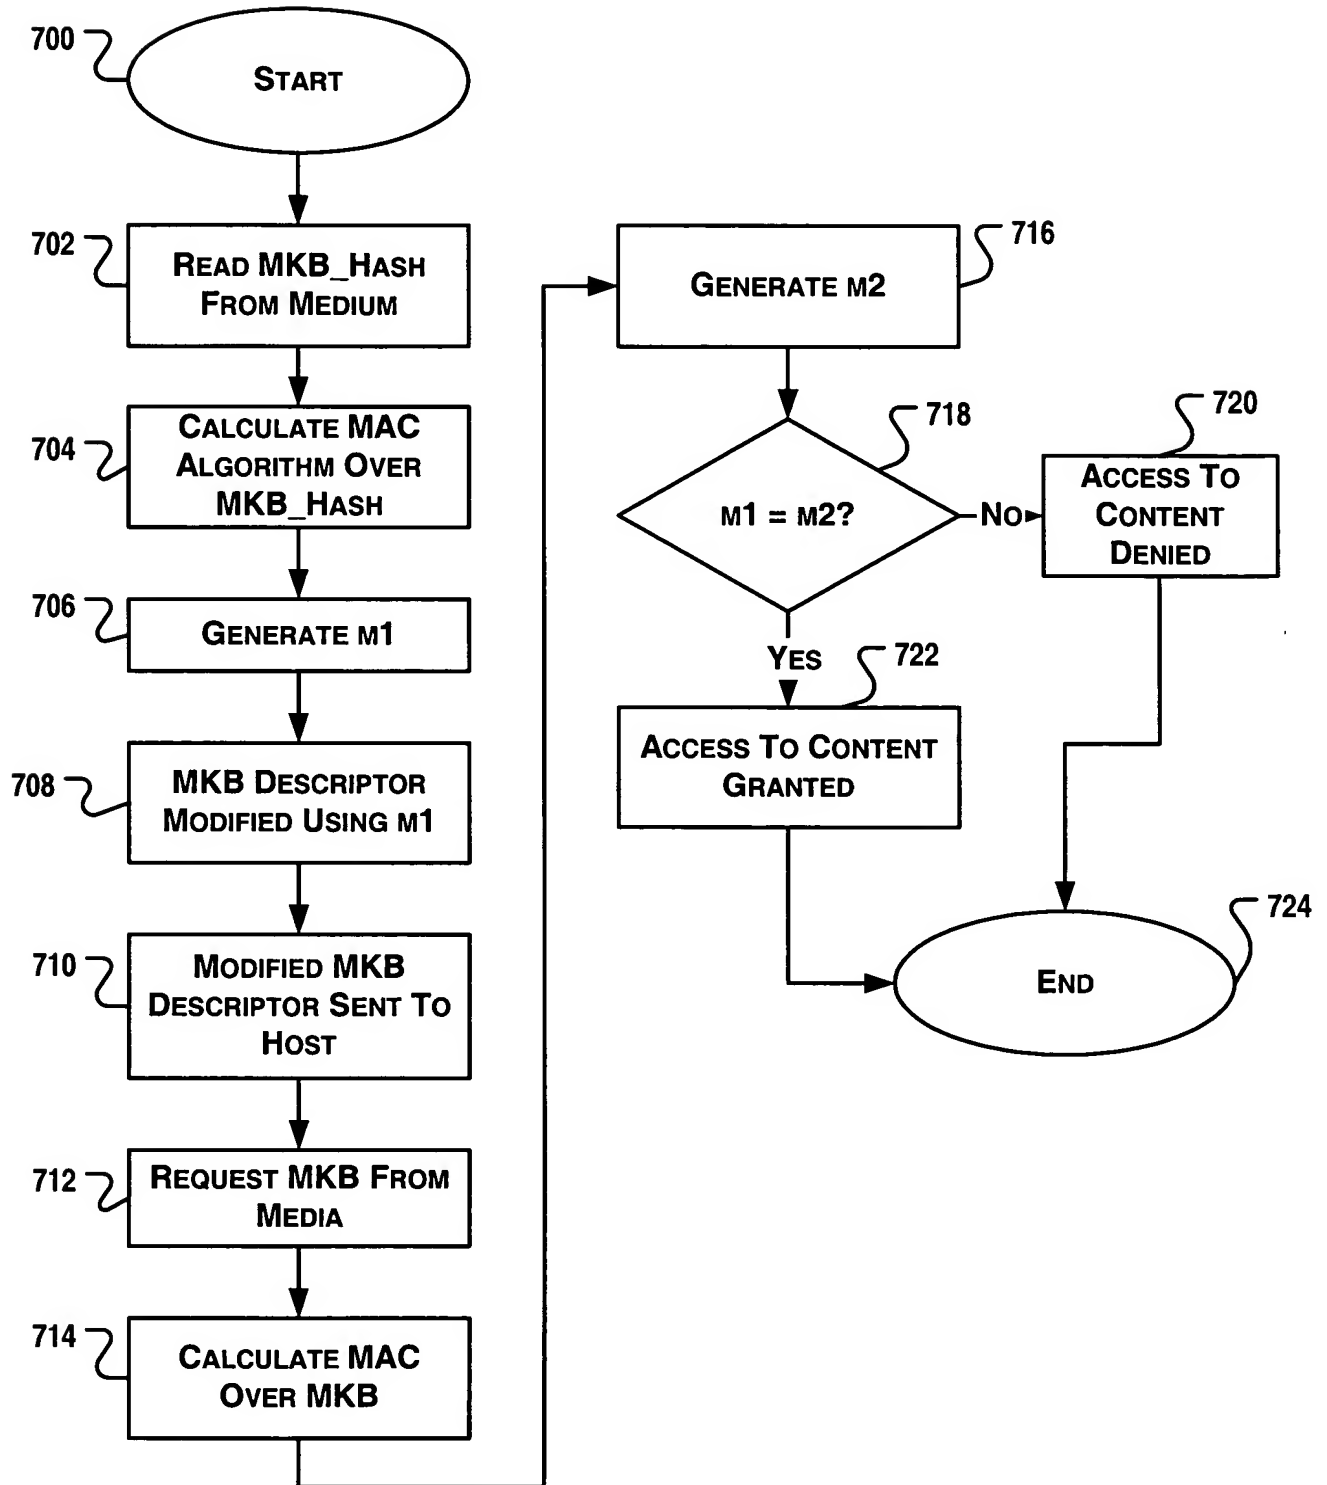 700
START
702
READ MKB_HASH
FROM MEDIUM
704
CALCULATE MAC
ALGORITHM OVER
MKB_HASH
706
GENERATE M1
708
MKB DESCRIPTOR
MODIFIED USING M1
710
MODIFIED MKB
DESCRIPTOR SENT TO
HOST
712
REQUEST MKB FROM
MEDIA
714
CALCULATE MAC
OVER MKB
716
GENERATE M2
718
M1 = M2?
NO
720
ACCESS TO
CONTENT
DENIED
YES
722
ACCESS TO CONTENT
GRANTED
724
END